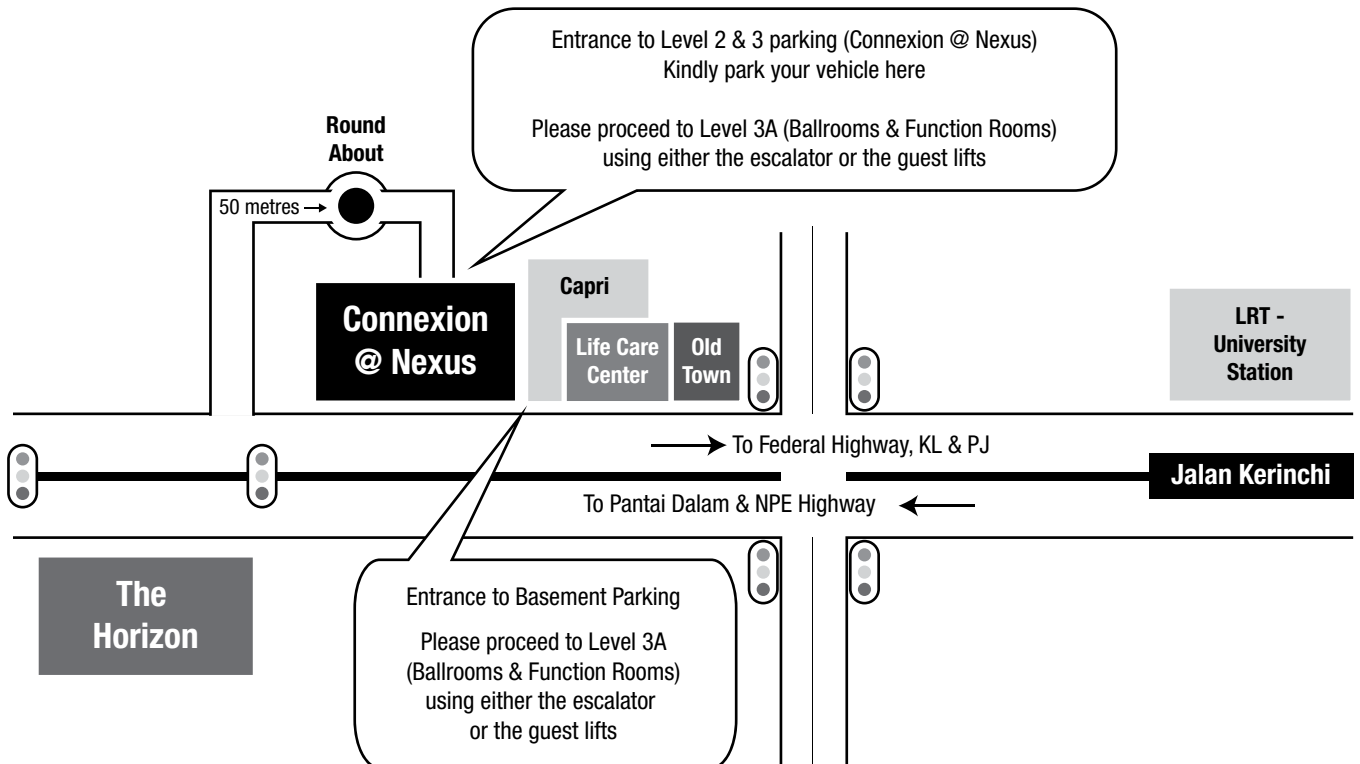 Entrance to Level 2 & 3 parking (Connexion @ Nexus)
Kindly park your vehicle here
Please proceed to Level 3A (Ballrooms & Function Rooms)
using either the escalator or the guest lifts
Round
About
50 metres →
Connexion
@ Nexus
Capri
Life Care
Center
Old
Town
LRT -
University
Station
To Federal Highway, KL & PJ
Jalan Kerinchi
To Pantai Dalam & NPE Highway
The
Horizon
Entrance to Basement Parking
Please proceed to Level 3A
(Ballrooms & Function Rooms)
using either the escalator
or the guest lifts